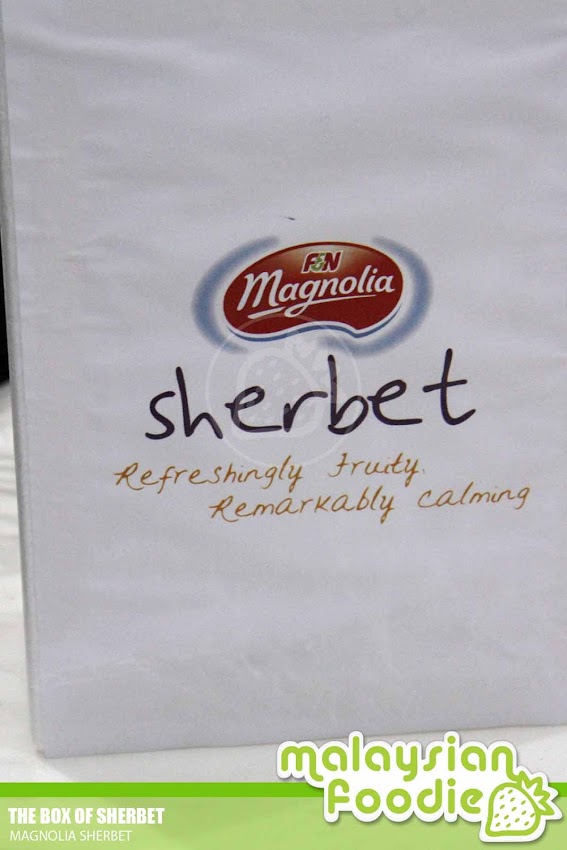 F&N
Magnolia
sherbet
Refreshingly Fruity.
Remarkably calming
malaysian
foodie
THE BOX OF SHERBET
MAGNOLIA SHERBET